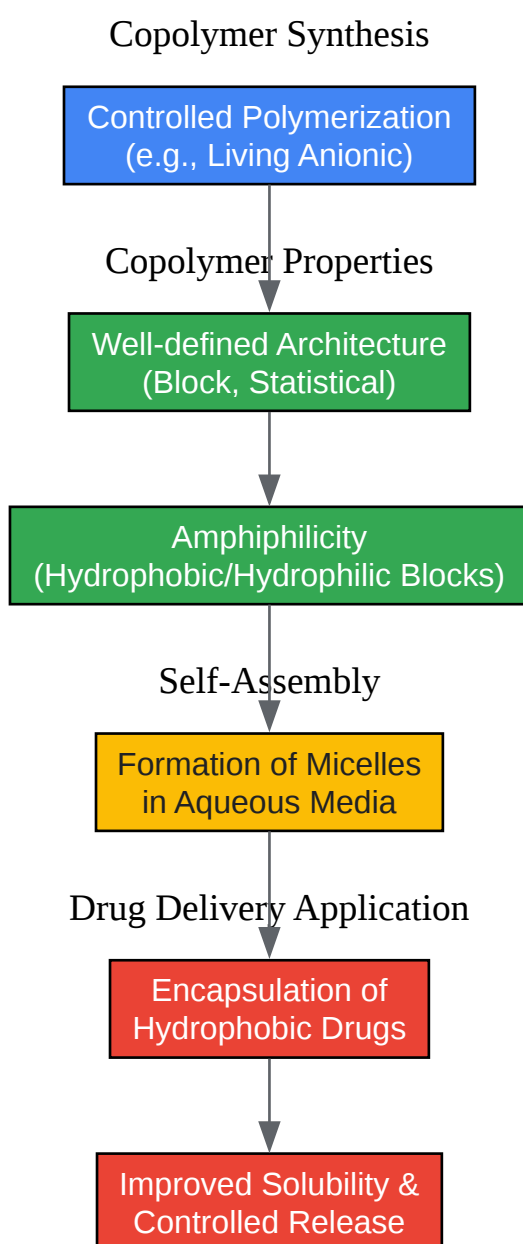 Copolymer Synthesis
Controlled Polymerization
(e.g., Living Anionic)
Copolymer Properties
Well-defined Architecture
(Block, Statistical)
Amphiphilicity
(Hydrophobic/Hydrophilic Blocks)
Self-Assembly
Formation of Micelles
in Aqueous Media
Drug Delivery Application
Encapsulation of
Hydrophobic Drugs
Improved Solubility &
Controlled Release